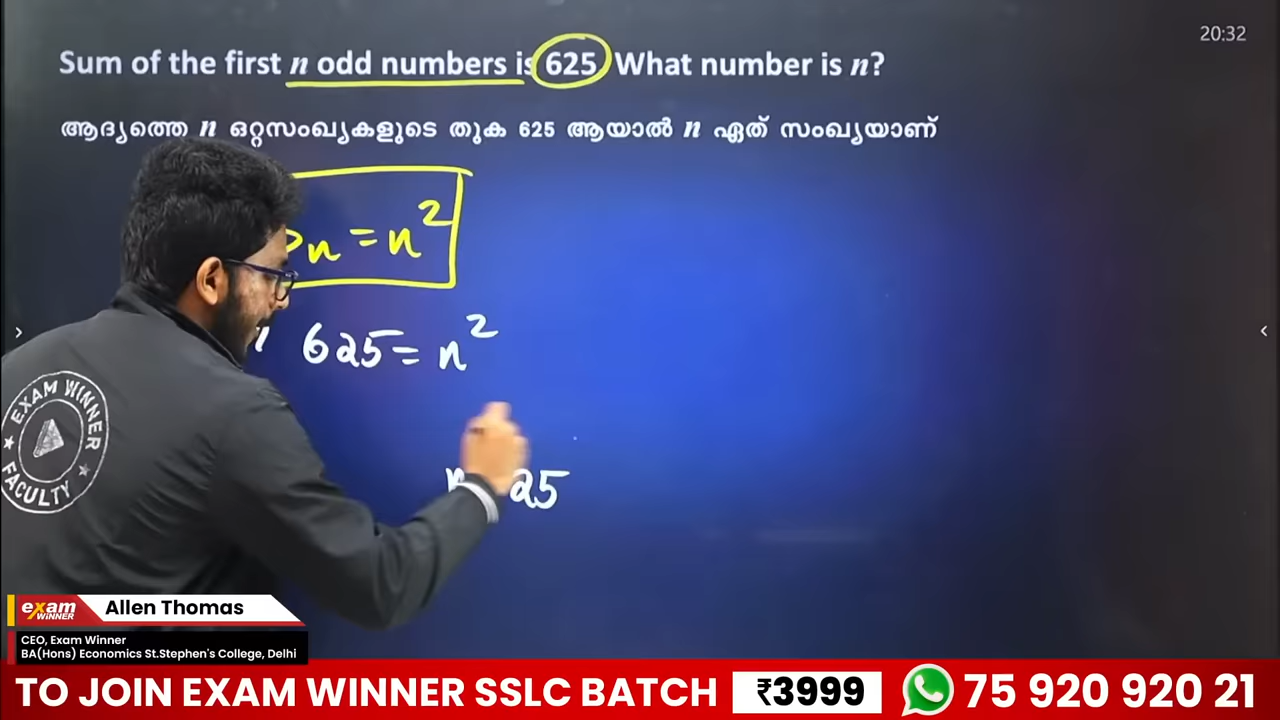 20:32
Sum of the first n odd numbers is 625 What number is n?
ആദ്യത്തെ n ഒറ്റസംഖ്യകളുടെ തുക 625 ആയാൽ n ഏത് സംഖ്യയാണ്
n = n²
625 = n²
25
EXAM WINNER
FACULTY
exam WINNER
Allen Thomas
CEO, Exam Winner
BA(Hons) Economics St.Stephen's College, Delhi
TO JOIN EXAM WINNER SSLC BATCH ₹3999 75 920 920 21